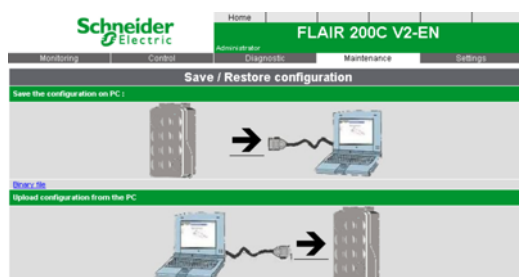 Schneider
Electric
Home
FLAIR 200C V2-EN
Administrator
Monitoring Control Diagnostic Maintenance Settings
Save / Restore configuration
Save the configuration on PC :
Binary file
Upload configuration from the PC